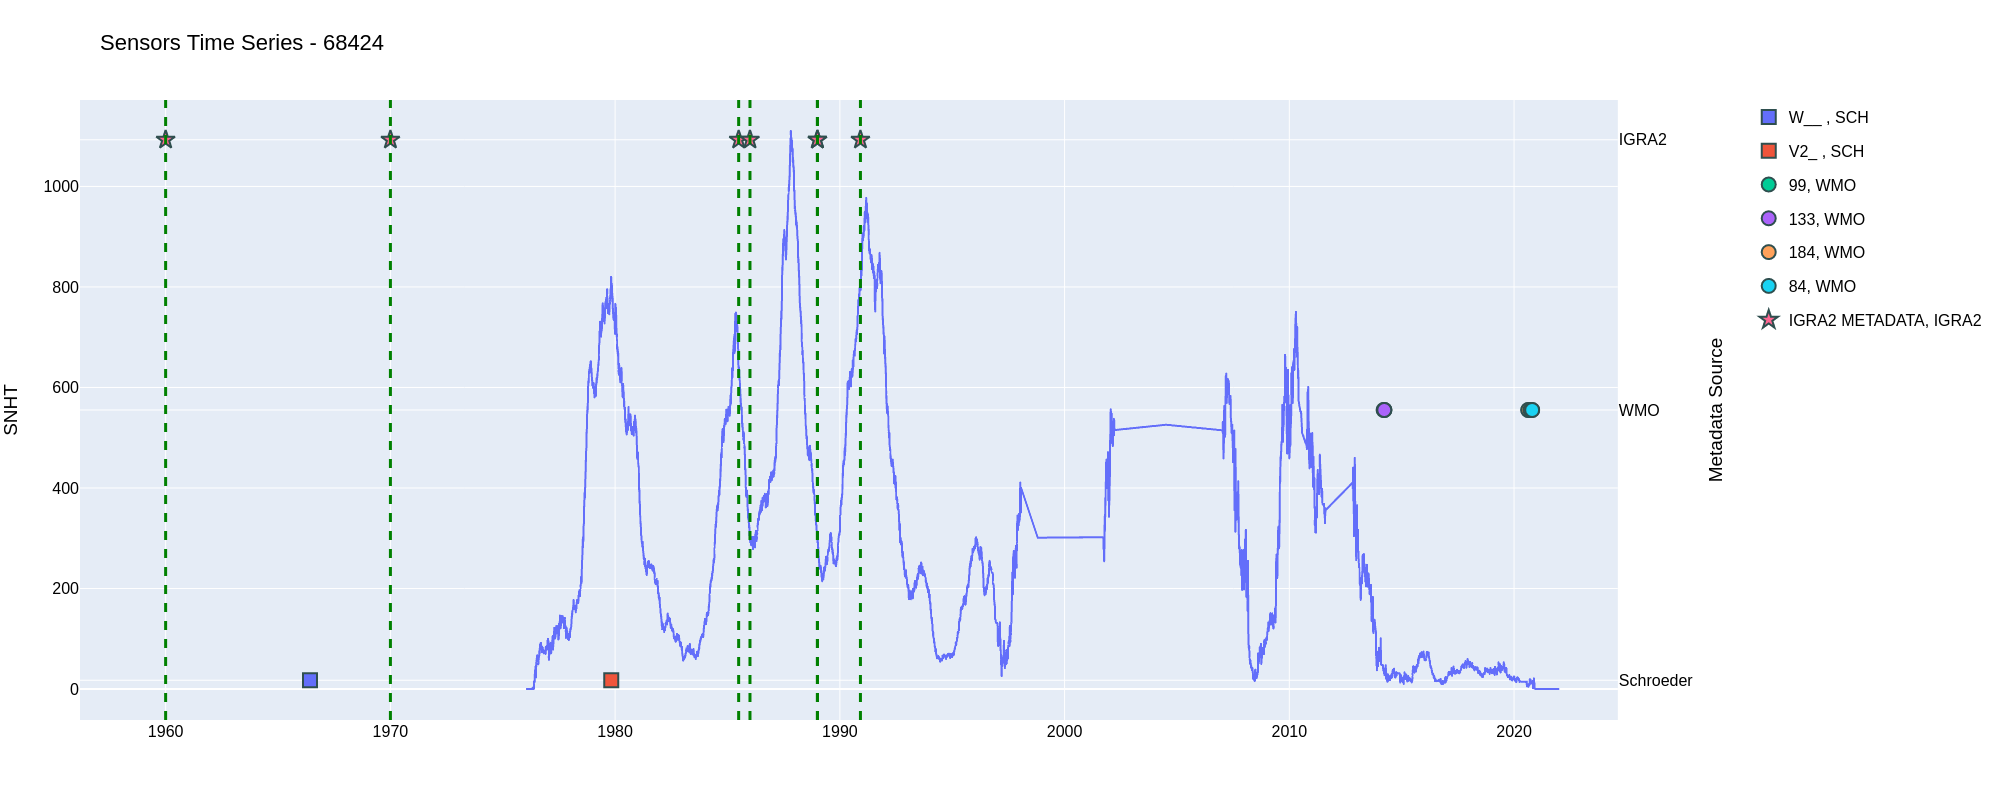 Sensors Time Series - 68424
SNHT
1000
800
600
400
200
0
1960
1970
1980
1990
2000
2010
2020
IGRA2
WMO
Schroeder
Metadata Source
W__ , SCH
V2_ , SCH
99, WMO
133, WMO
184, WMO
84, WMO
IGRA2 METADATA, IGRA2